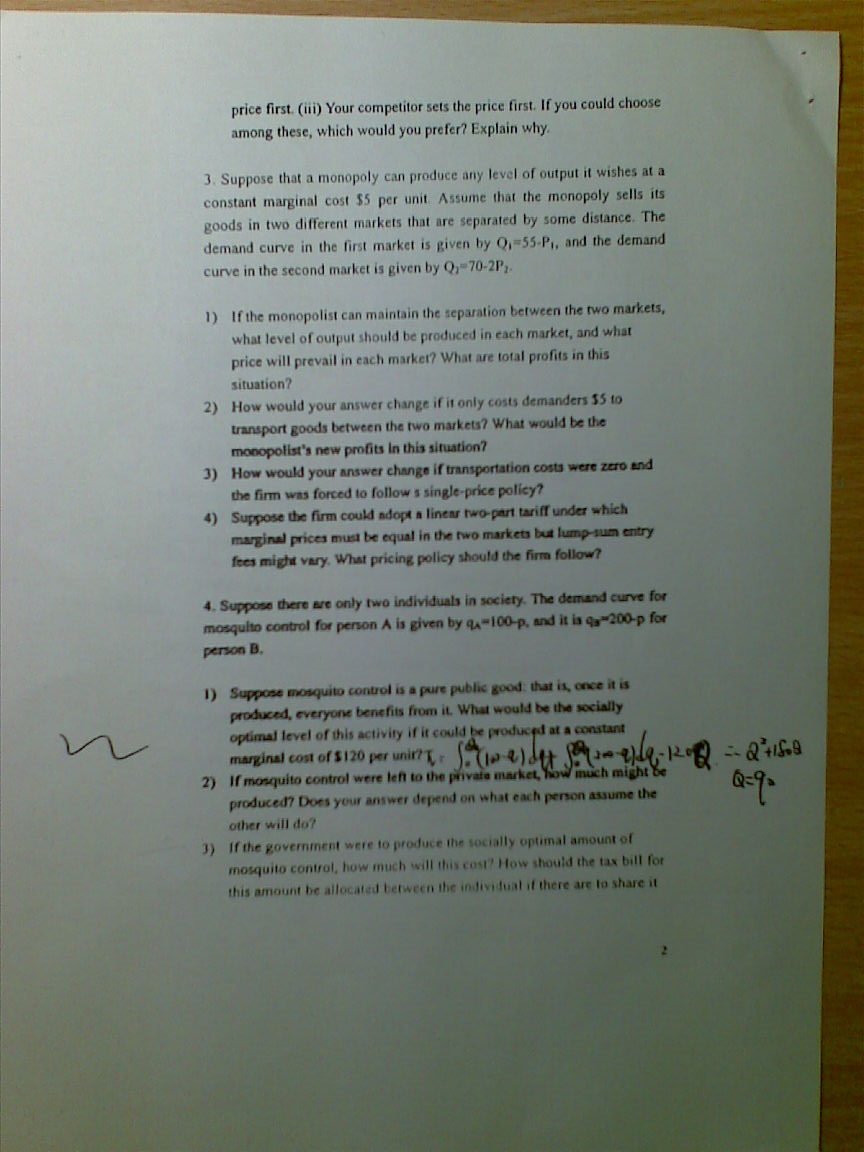 price first. (iii) Your competitor sets the price first. If you could choose
among these, which would you prefer? Explain why.
3. Suppose that a monopoly can produce any level of output it wishes at a
constant marginal cost $5 per unit. Assume that the monopoly sells its
goods in two different markets that are separated by some distance. The
demand curve in the first market is given by Q₁=55-P₁, and the demand
curve in the second market is given by Q₂=70-2P₂.
1) If the monopolist can maintain the separation between the two markets,
what level of output should be produced in each market, and what
price will prevail in each market? What are total profits in this
situation?
2) How would your answer change if it only costs demanders $5 to
transport goods between the two markets? What would be the
monopolist's new profits in this situation?
3) How would your answer change if transportation costs were zero and
the firm was forced to follow s single-price policy?
4) Suppose the firm could adopt a linear two-part tariff under which
marginal prices must be equal in the two markets but lump-sum entry
fees might vary. What pricing policy should the firm follow?
4. Suppose there are only two individuals in society. The demand curve for
mosquito control for person A is given by qA=100-p, and it is qB=200-p for
person B.
1) Suppose mosquito control is a pure public good: that is, once it is
produced, everyone benefits from it. What would be the socially
optimal level of this activity if it could be produced at a constant
marginal cost of $120 per unit?
2) If mosquito control were left to the private market, how much might be
Q=90
produced? Does your answer depend on what each person assume the
other will do?
3) If the government were to produce the socially optimal amount of
mosquito control, how much will this cost? How should the tax bill for
this amount be allocated between the individual if there are to share it
2